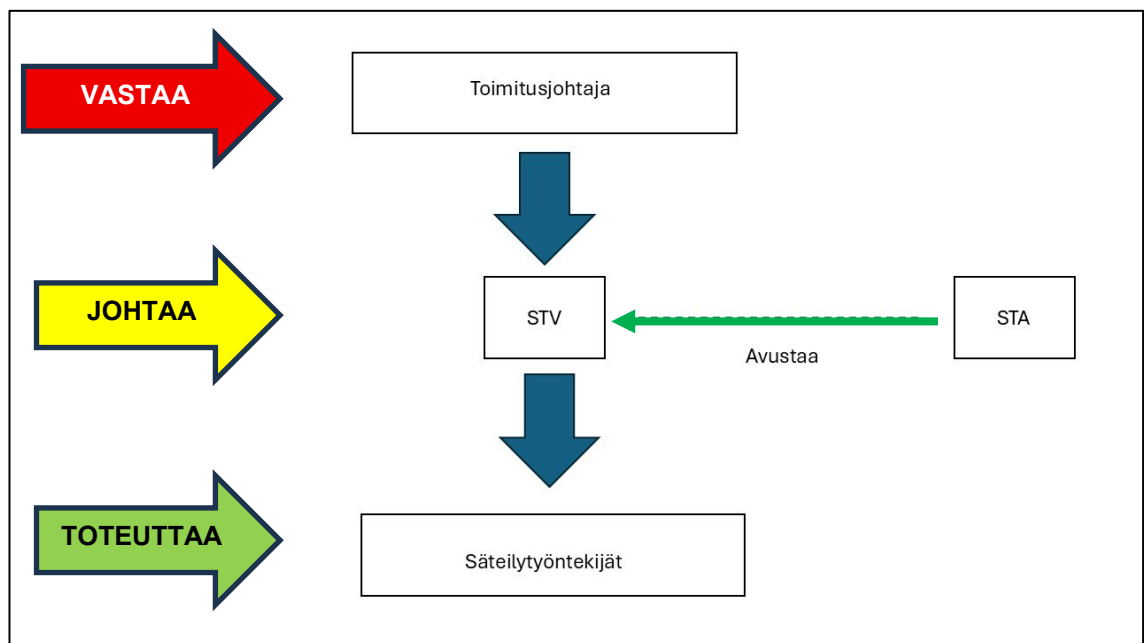 VASTAA
Toimitusjohtaja
JOHTAA
STV
STA
Avustaa
TOTEUTTAA
Säteilytyöntekijät